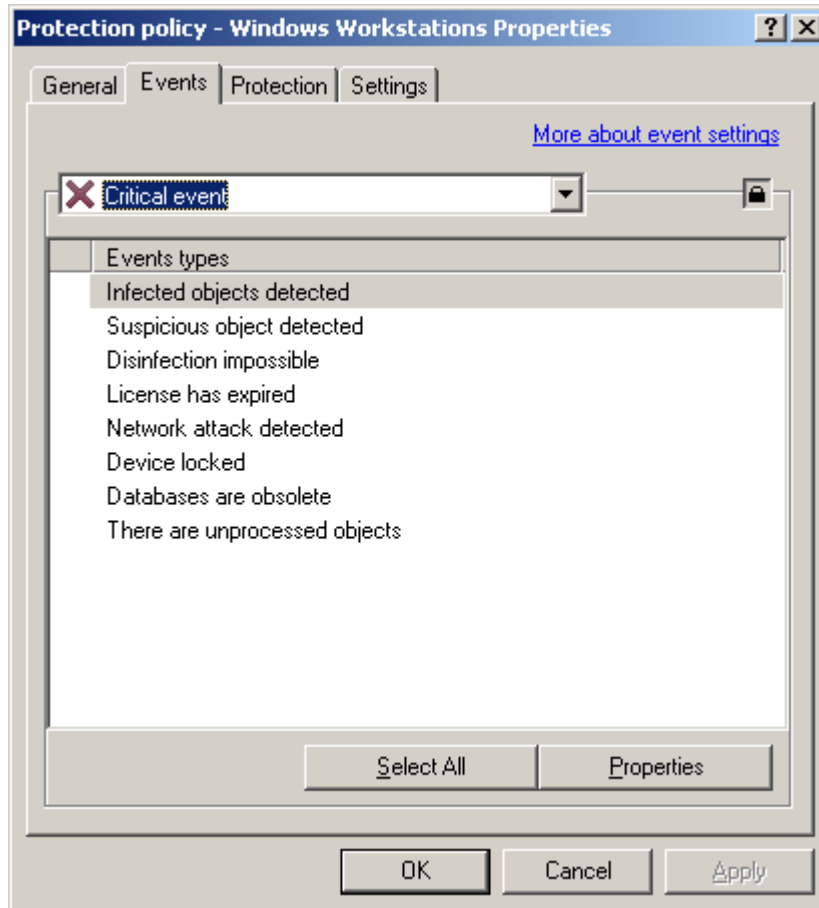 Protection policy - Windows Workstations Properties
General Events Protection Settings
More about event settings
Critical event
Events types
Infected objects detected
Suspicious object detected
Disinfection impossible
License has expired
Network attack detected
Device locked
Databases are obsolete
There are unprocessed objects
Select All Properties
OK Cancel Apply